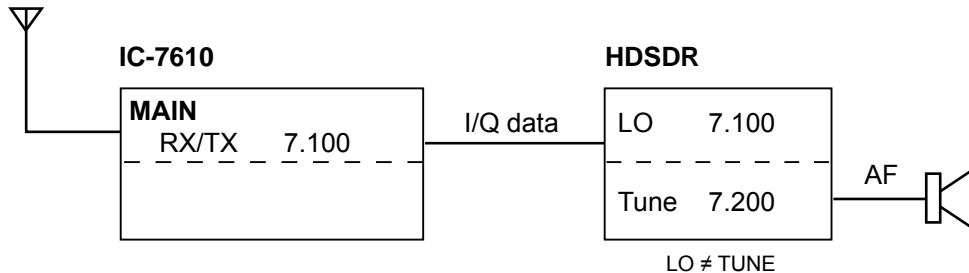 IC-7610
HDSDR
MAIN
RX/TX 7.100
I/Q data
LO 7.100
Tune 7.200
AF
LO ≠ TUNE